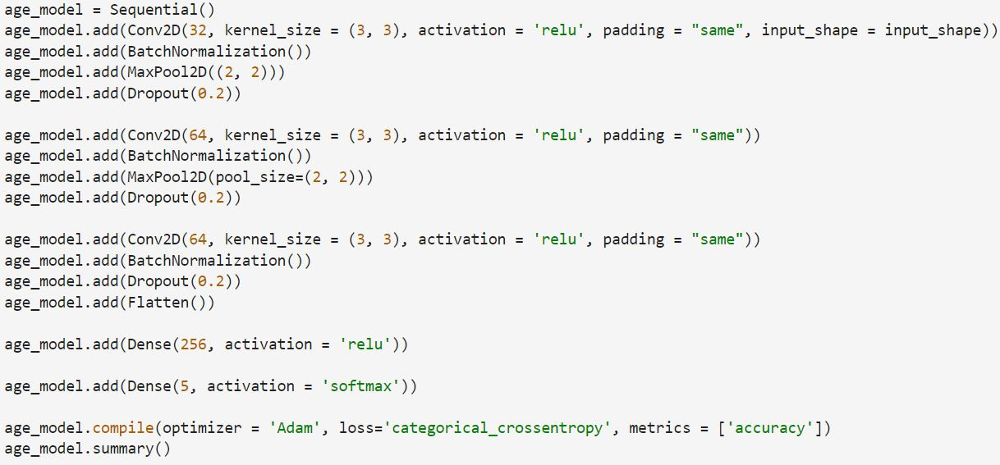 age_model = Sequential()
age_model.add(Conv2D(32, kernel_size = (3, 3), activation = 'relu', padding = "same", input_shape = input_shape))
age_model.add(BatchNormalization())
age_model.add(MaxPool2D((2, 2)))
age_model.add(Dropout(0.2))

age_model.add(Conv2D(64, kernel_size = (3, 3), activation = 'relu', padding = "same"))
age_model.add(BatchNormalization())
age_model.add(MaxPool2D(pool_size=(2, 2)))
age_model.add(Dropout(0.2))

age_model.add(Conv2D(64, kernel_size = (3, 3), activation = 'relu', padding = "same"))
age_model.add(BatchNormalization())
age_model.add(Dropout(0.2))
age_model.add(Flatten())

age_model.add(Dense(256, activation = 'relu'))

age_model.add(Dense(5, activation = 'softmax'))

age_model.compile(optimizer = 'Adam', loss='categorical_crossentropy', metrics = ['accuracy'])
age_model.summary()